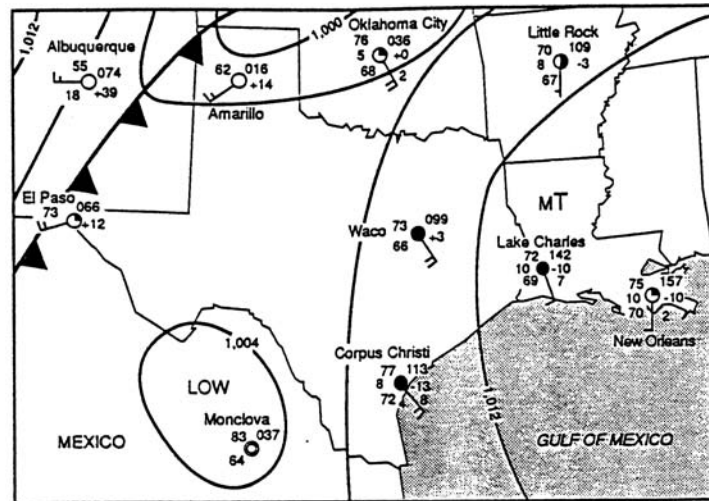 1,012
Albuquerque
55 074
18 +39
62 016
+14
Amarillo
1,000
Oklahoma City
76 036
5 +0
68 2
Little Rock
70 109
8 -3
67
El Paso
73 066
+12
Waco 73 099
66 +3
MT
Lake Charles
72 142
10 -10
69 7
75 157
10 -10
70 2
New Orleans
1,004
LOW
Monclova
83 037
64
MEXICO
Corpus Christi
77 113
8 -13
72 8
1,012
GULF OF MEXICO